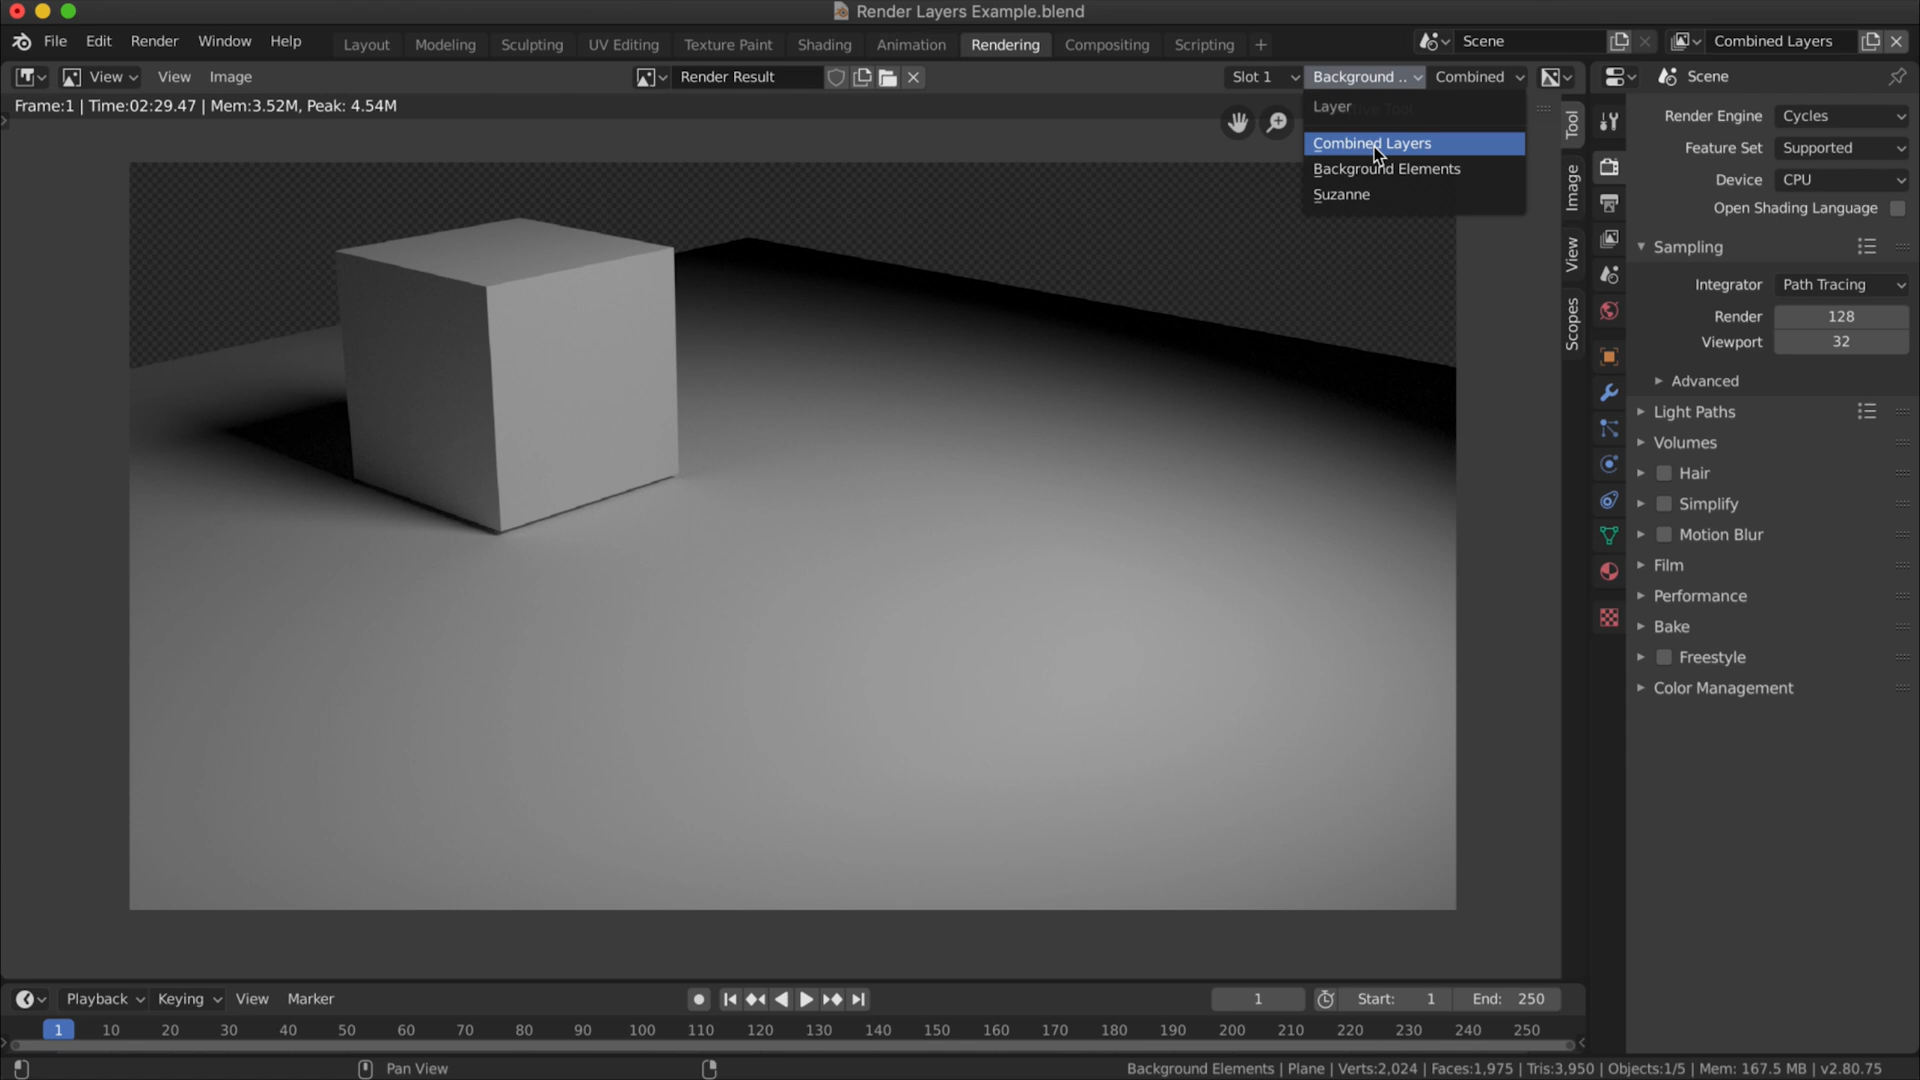 Render Layers Example.blend
File Edit Render Window Help Layout Modeling Sculpting UV Editing Texture Paint Shading Animation Rendering Compositing Scripting + Scene Combined Layers
View View Image Render Result Slot 1 Background .. Combined Scene
Frame:1 | Time:02:29.47 | Mem:3.52M, Peak: 4.54M
Layer
Combined Layers
Background Elements
Suzanne
Tool
Image
View
Scopes
Render Engine Cycles
Feature Set Supported
Device CPU
Open Shading Language
Sampling
Integrator Path Tracing
Render 128
Viewport 32
Advanced
Light Paths
Volumes
Hair
Simplify
Motion Blur
Film
Performance
Bake
Freestyle
Color Management
Playback Keying View Marker 1 Start: 1 End: 250
1 10 20 30 40 50 60 70 80 90 100 110 120 130 140 150 160 170 180 190 200 210 220 230 240 250
Pan View Background Elements | Plane | Verts:2,024 | Faces:1,975 | Tris:3,950 | Objects:1/5 | Mem: 167.5 MB | v2.80.75